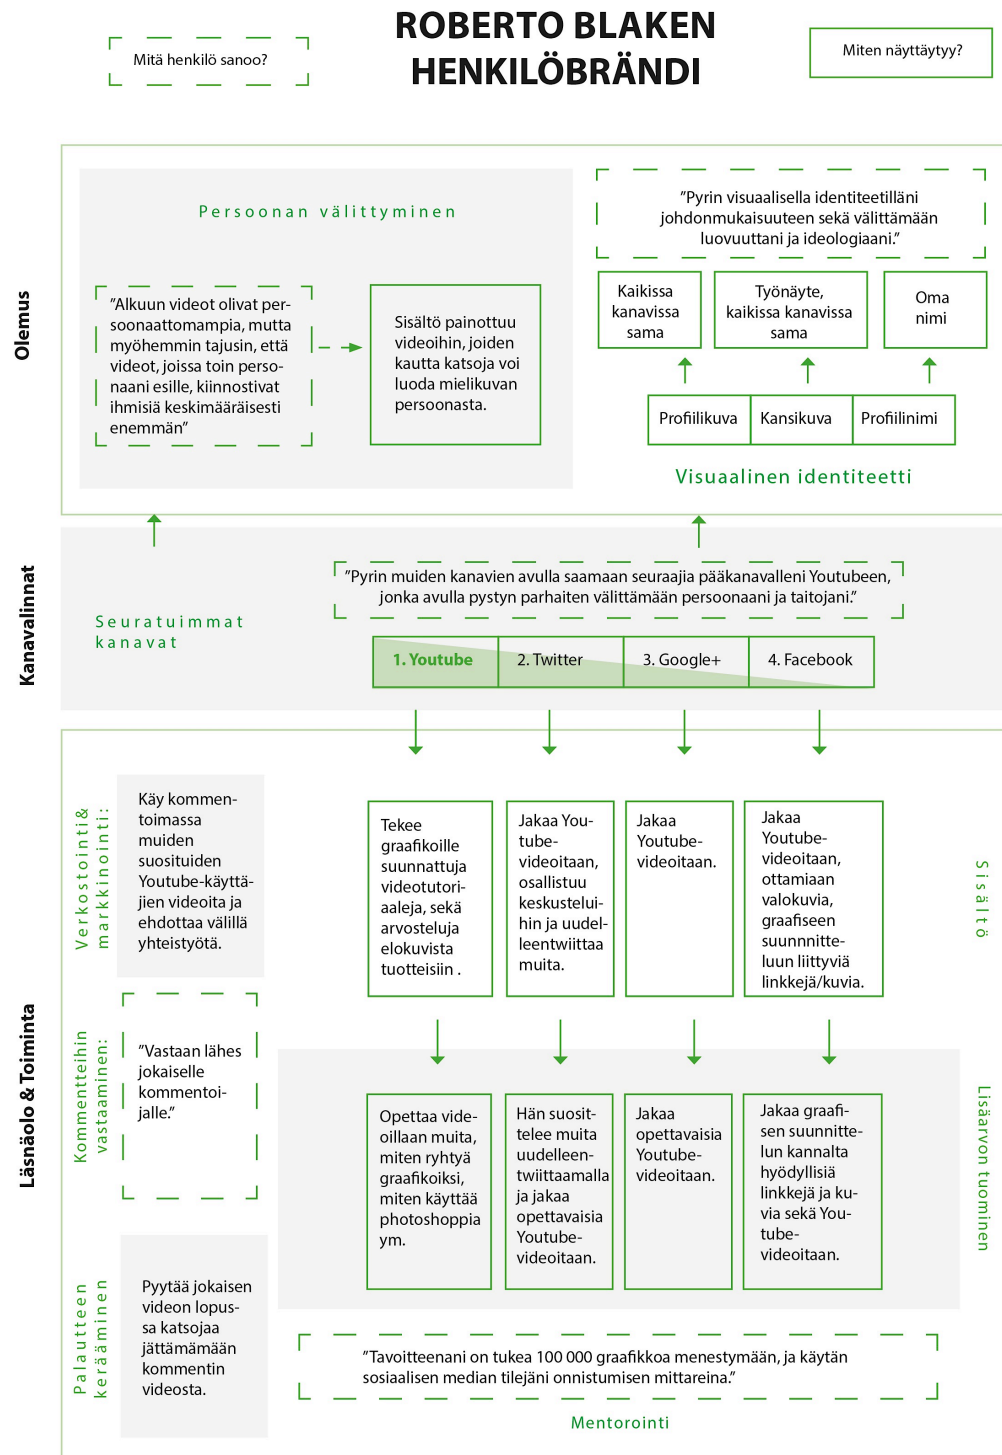 ROBERTO BLAKEN
HENKILÖBRÄNDI
Mitä henkilö sanoo?
Miten näyttäytyy?
Olemus
Persoonan välittyminen
”Alkuun videot olivat per-
soonaattomampia, mutta
myöhemmin tajusin, että
videot, joissa toin perso-
naani esille, kiinnostivat
ihmisiä keskimääräisesti
enemmän”
Sisältö painottuu
videoihin, joiden
kautta katsoja voi
luoda mielikuvan
persoonasta.
”Pyrin visuaalisella identiteetilläni
johdonmukaisuuteen sekä välittämään
luovuuttani ja ideologiaani.”
Kaikissa
kanavissa
sama
Työnäyte,
kaikissa kanavissa
sama
Oma
nimi
Profiilikuva
Kansikuva
Profiilinimi
Visuaalinen identiteetti
Kanavalinnat
Seuratuimmat
kanavat
”Pyrin muiden kanavien avulla saamaan seuraajia pääkanavalleni Youtubeen,
jonka avulla pystyn parhaiten välittämään persoonaani ja taitojani.”
1. Youtube
2. Twitter
3. Google+
4. Facebook
Läsnäolo & Toiminta
Verkostointi&
markkinointi:
Käy kommen-
toimassa
muiden
suosituiden
Youtube-käyttä-
jien videoita ja
ehdottaa välillä
yhteistyötä.
Tekee
graafikoille
suunnattuja
videotutori-
aaleja, sekä
arvosteluja
elokuvista
tuotteisiin .
Jakaa You-
tube-
videoitaan,
osallistuu
keskustelui-
hin ja uudel-
leentwiittaa
muita.
Jakaa
Youtube-
videoitaan.
Jakaa
Youtube-
videoitaan,
ottamiaan
valokuvia,
graafiseen
suunnnitte-
luun liittyviä
linkkejä/kuvia.
Sisältö
Kommentteihin
vastaaminen:
”Vastaan lähes
jokaiselle
kommentoi-
jalle.”
Opettaa vide-
oillaan muita,
miten ryhtyä
graafikoiksi,
miten käyttää
photoshoppia
ym.
Hän suosit-
telee muita
uudelleen-
twiittaamalla
ja jakaa
opettavaisia
Youtube-
videoitaan.
Jakaa
opettavaisia
Youtube-
videoitaan.
Jakaa graafi-
sen suunnitte-
lun kannalta
hyödyllisiä
linkkejä ja ku-
via sekä You-
tube-
videoitaan.
Lisäarvon tuominen
Palautteen
kerääminen
Pyytää jokaisen
videon lopus-
sa katsojaa
jättämämään
kommentin
videosta.
”Tavoitteenani on tukea 100 000 graafikkoa menestymään, ja käytän
sosiaalisen median tilejäni onnistumisen mittareina.”
Mentorointi